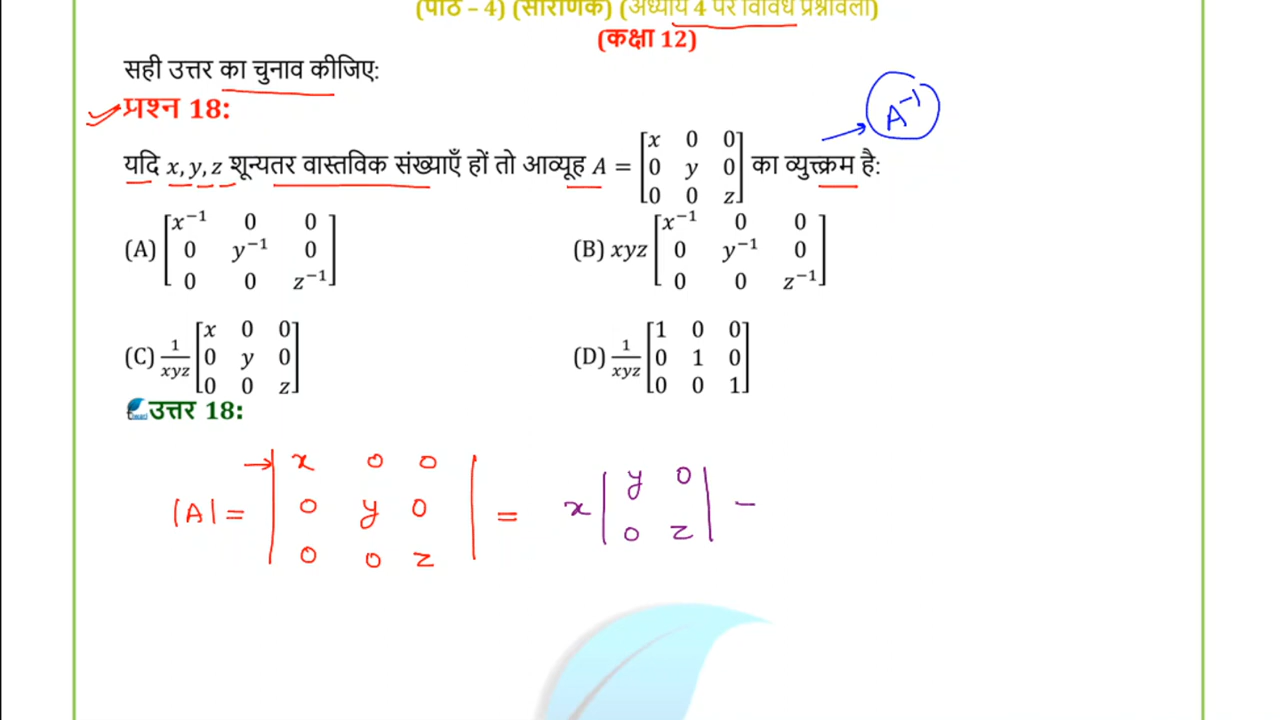 (पाठ – 4) (सारणिक) (अध्याय 4 पर विविध प्रश्नावली)
(कक्षा 12)
सही उत्तर का चुनाव कीजिए:
प्रश्न 18:
A⁻¹
यदि x, y, z शून्यतर वास्तविक संख्याएँ हों तो आव्यूह A = [x 0 0; 0 y 0; 0 0 z] का व्युत्क्रम है:
(A) [x⁻¹ 0 0; 0 y⁻¹ 0; 0 0 z⁻¹] (B) xyz [x⁻¹ 0 0; 0 y⁻¹ 0; 0 0 z⁻¹]
(C) 1/xyz [x 0 0; 0 y 0; 0 0 z] (D) 1/xyz [1 0 0; 0 1 0; 0 0 1]
उत्तर 18:
|A| = |x 0 0; 0 y 0; 0 0 z| = x |y 0; 0 z| –